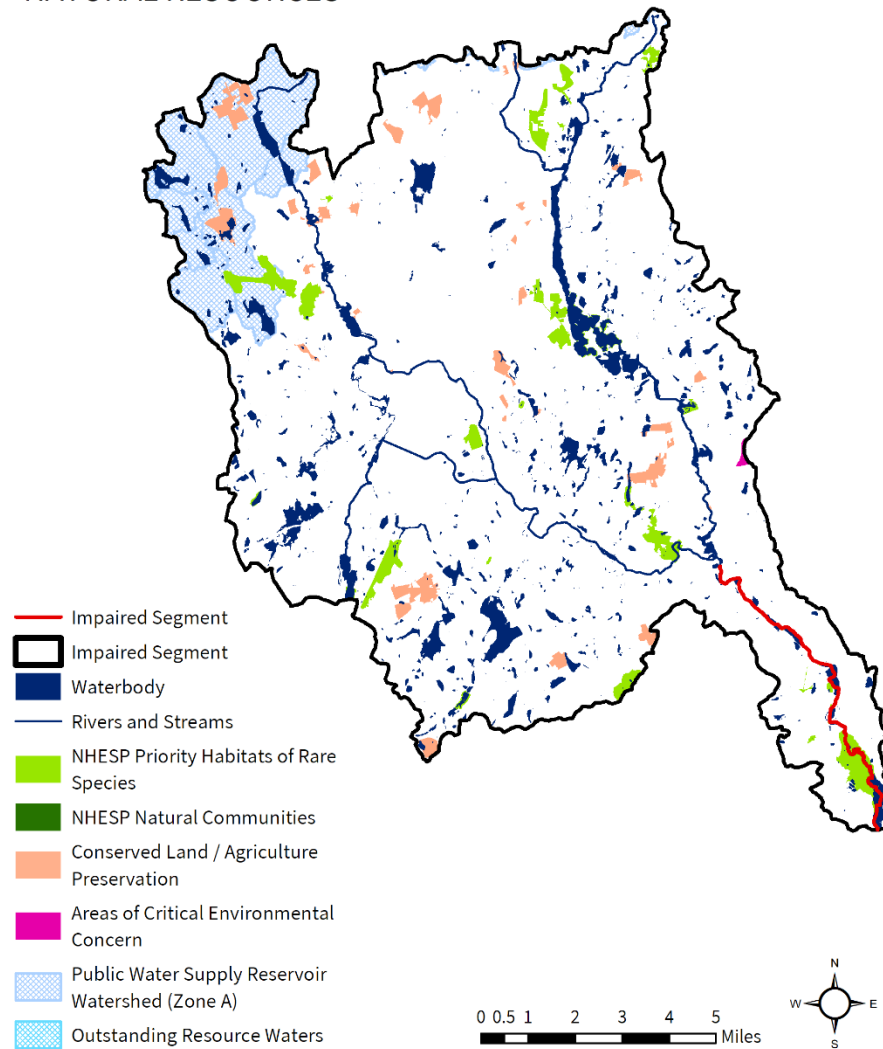 NATURAL RESOURCES
Impaired Segment
Impaired Segment
Waterbody
Rivers and Streams
NHESP Priority Habitats of Rare
Species
NHESP Natural Communities
Conserved Land / Agriculture
Preservation
Areas of Critical Environmental
Concern
Public Water Supply Reservoir
Watershed (Zone A)
Outstanding Resource Waters
0 0.5 1 2 3 4 5
Miles
N
W E
S